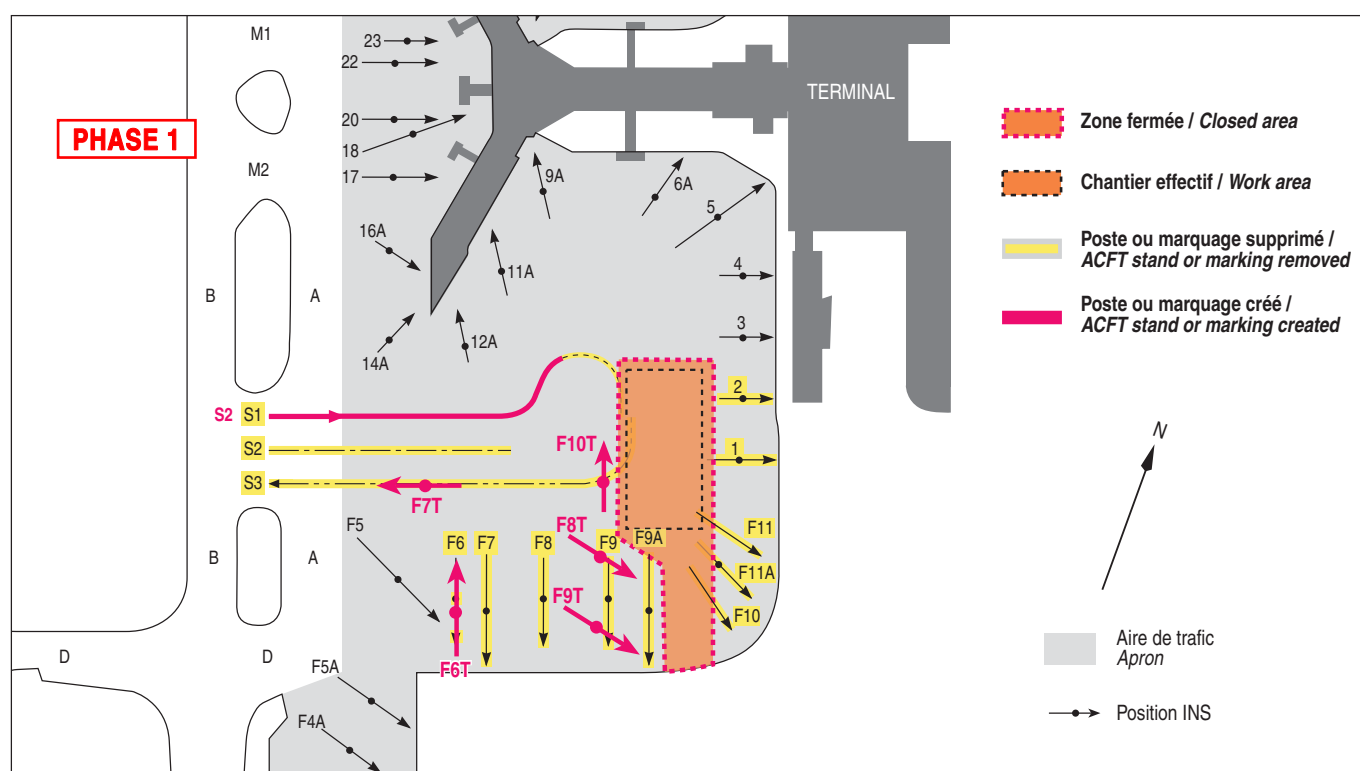 M1
23
22
TERMINAL
PHASE 1
20
18
M2
17
9A
6A
5
16A
11A
4
B
A
3
14A
12A
2
S2 S1
S2
1
S3
F10T
F7T
F5
F6
F7
F8
F8T
F9
F9A
F11
B
A
F11A
F9T
F10
D
D
F5A
F6T
F4A
Zone fermée / Closed area
Chantier effectif / Work area
Poste ou marquage supprimé /
ACFT stand or marking removed
Poste ou marquage créé /
ACFT stand or marking created
N
Aire de trafic
Apron
Position INS